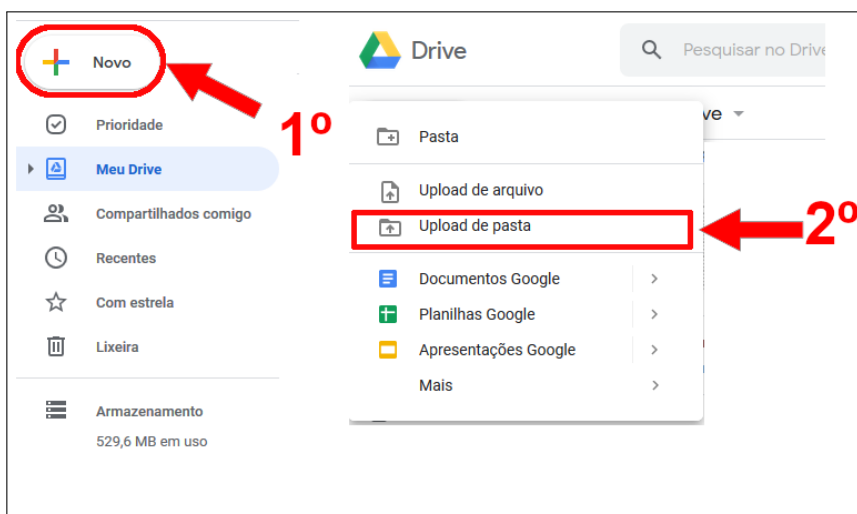 Novo
1º
Prioridade
Meu Drive
Compartilhados comigo
Recentes
Com estrela
Lixeira
Armazenamento
529,6 MB em uso
Drive
Pesquisar no Drive
ve
Pasta
Upload de arquivo
Upload de pasta
2º
Documentos Google
Planilhas Google
Apresentações Google
Mais